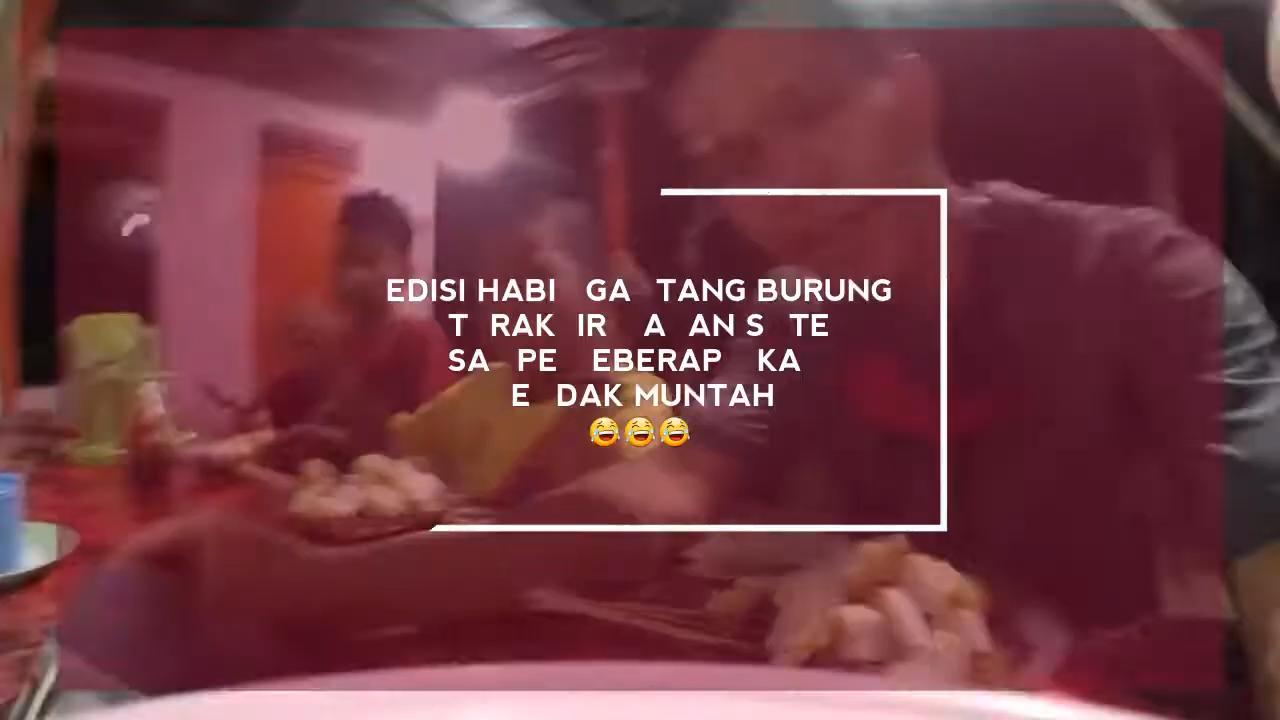 EDISI HABI GA TANG BURUNG
T RAK IR A AN S TE
SA PE EBERAP KA
E DAK MUNTAH
😂😂😂